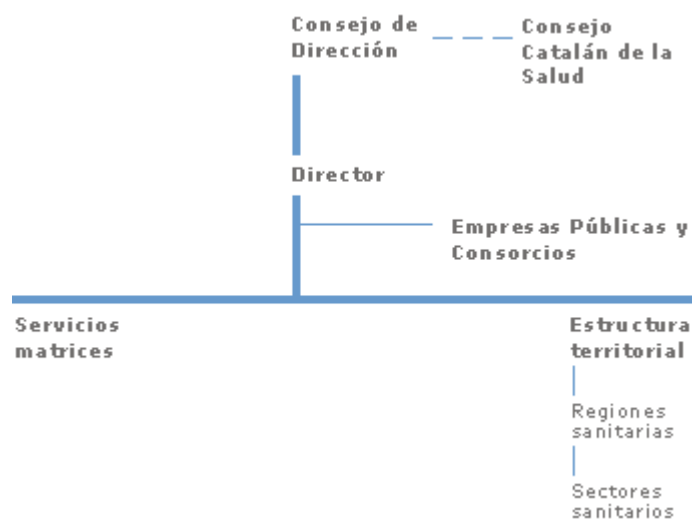 Consejo de
Dirección
Consejo
Catalán de la
Salud
Director
Empresas Públicas y
Consorcios
Servicios
matrices
Estructura
territorial
Regiones
sanitarias
Sectores
sanitarios